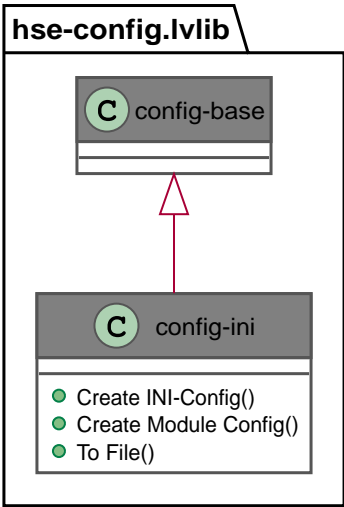 hse-config.lvlib
C config-base
C config-ini
Create INI-Config()
Create Module Config()
To File()